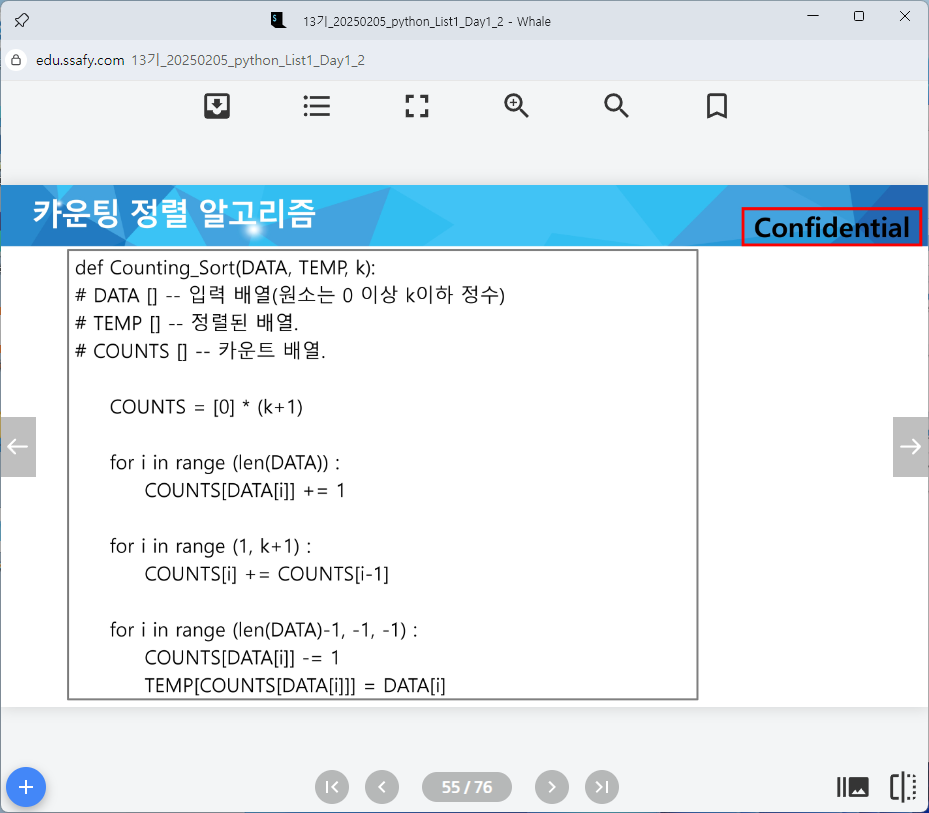 13기_20250205_python_List1_Day1_2 - Whale
edu.ssafy.com 13기_20250205_python_List1_Day1_2
카운팅 정렬 알고리즘
Confidential
def Counting_Sort(DATA, TEMP, k):
# DATA [] -- 입력 배열(원소는 0 이상 k이하 정수)
# TEMP [] -- 정렬된 배열.
# COUNTS [] -- 카운트 배열.
COUNTS = [0] * (k+1)
for i in range (len(DATA)) :
COUNTS[DATA[i]] += 1
for i in range (1, k+1) :
COUNTS[i] += COUNTS[i-1]
for i in range (len(DATA)-1, -1, -1) :
COUNTS[DATA[i]] -= 1
TEMP[COUNTS[DATA[i]]] = DATA[i]
55 / 76